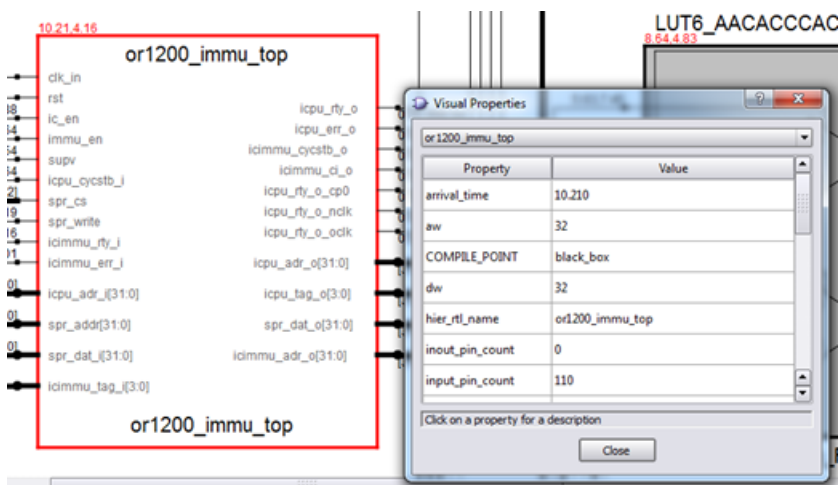 10.21,4.16
or1200_immu_top
clk_in
rst
ic_en
immu_en
supv
icpu_cycstb_i
spr_cs
spr_write
icimmu_rty_i
icimmu_err_i
icpu_adr_i[31:0]
spr_addr[31:0]
spr_dat_i[31:0]
icimmu_tag_i[3:0]
icpu_rty_o
icpu_err_o
icimmu_cycstb_o
icimmu_ci_o
icpu_rty_o_cp0
icpu_rty_o_nclk
icpu_rty_o_oclk
icpu_adr_o[31:0]
icpu_tag_o[3:0]
spr_dat_o[31:0]
icimmu_adr_o[31:0]
or1200_immu_top
LUT6_AACACCCAC
8.64,4.83
Visual Properties
or1200_immu_top
Property Value
arrival_time 10.210
aw 32
COMPILE_POINT black_box
dw 32
hier_rtl_name or1200_immu_top
inout_pin_count 0
input_pin_count 110
Click on a property for a description
Close